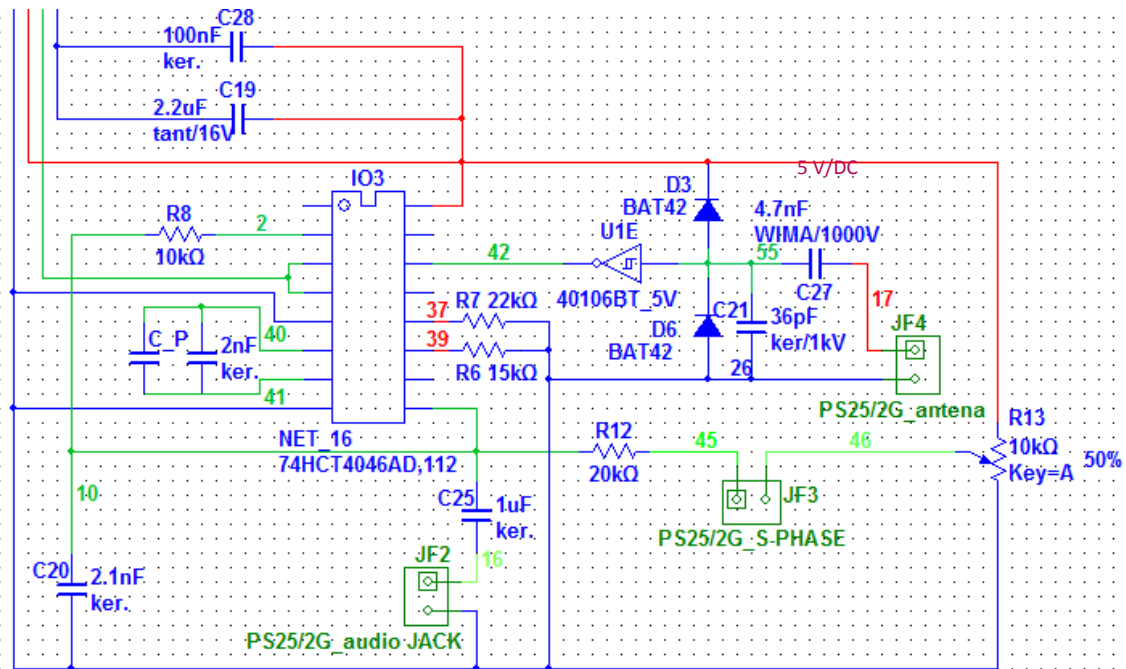 C28
100nF
ker.
C19
2.2uF
tant/16V
5 V/DC
IO3
D3
BAT42
4.7nF
WIMA/1000V
R8
2
10kΩ
U1E
42
55
40106BT_5V
C27
17
37
R7 22kΩ
C21
36pF
ker/1kV
JF4
C_P
40
2nF
ker.
39
D6
BAT42
R6 15kΩ
26
41
PS25/2G_antena
NET_16
74HCT4046AD,112
R12
20kΩ
45
46
R13
10kΩ
Key=A
50%
10
C25
1uF
ker.
JF3
PS25/2G_S-PHASE
JF2
16
C20
2.1nF
ker.
PS25/2G_audio JACK